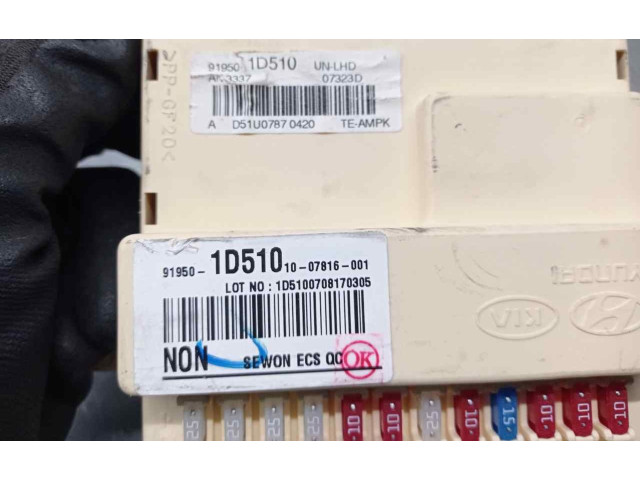 91950 1D510 UN-LHD
07323D
A D51U0787 0420 TE-AMPK
>PP-GF20<
91950- 1D510 10-07816-001
LOT NO : 1D5100708170305
NON SEWON ECS QC OK
HYUNDAI
KIA
25 25 25 25 10 10 25 10 15 10 10 10